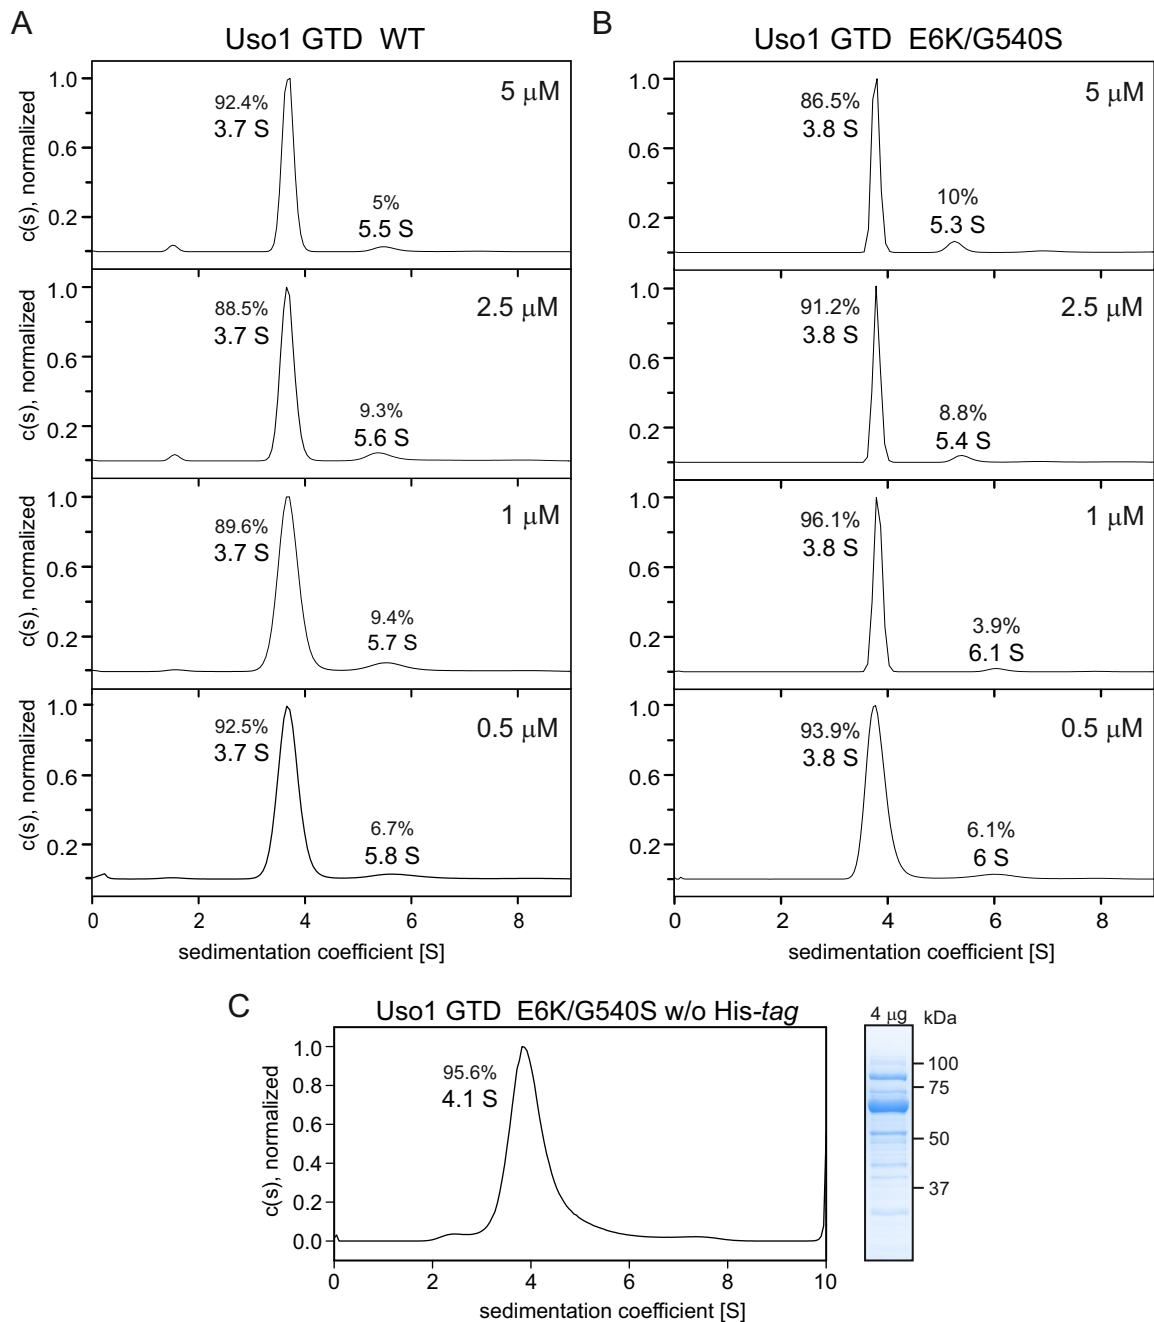 A
Uso1 GTD WT
c(s), normalized
1.0
0.6
0.2
92.4%
3.7 S
5%
5.5 S
5 μM
c(s), normalized
1.0
0.6
0.2
88.5%
3.7 S
9.3%
5.6 S
2.5 μM
c(s), normalized
1.0
0.6
0.2
89.6%
3.7 S
9.4%
5.7 S
1 μM
c(s), normalized
1.0
0.6
0.2
92.5%
3.7 S
6.7%
5.8 S
0.5 μM
0 2 4 6 8
sedimentation coefficient [S]
B
Uso1 GTD E6K/G540S
1.0
0.6
0.2
86.5%
3.8 S
10%
5.3 S
5 μM
1.0
0.6
0.2
91.2%
3.8 S
8.8%
5.4 S
2.5 μM
1.0
0.6
0.2
96.1%
3.8 S
3.9%
6.1 S
1 μM
1.0
0.6
0.2
93.9%
3.8 S
6.1%
6 S
0.5 μM
0 2 4 6 8
sedimentation coefficient [S]
C
Uso1 GTD E6K/G540S w/o His-tag
c(s), normalized
1.0
0.8
0.6
0.4
0.2
0.0
95.6%
4.1 S
0 2 4 6 8 10
sedimentation coefficient [S]
4 μg kDa
100
75
50
37